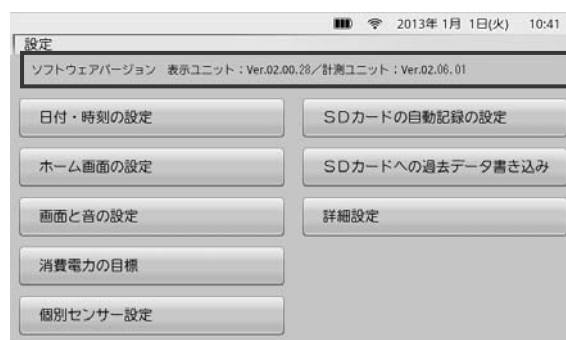 2013年 1月 1日(火) 10:41
設定
ソフトウェアバージョン 表示ユニット：Ver.02.00.28／計測ユニット：Ver.02.06.01
日付・時刻の設定
SDカードの自動記録の設定
ホーム画面の設定
SDカードへの過去データ書き込み
画面と音の設定
詳細設定
消費電力の目標
個別センサー設定